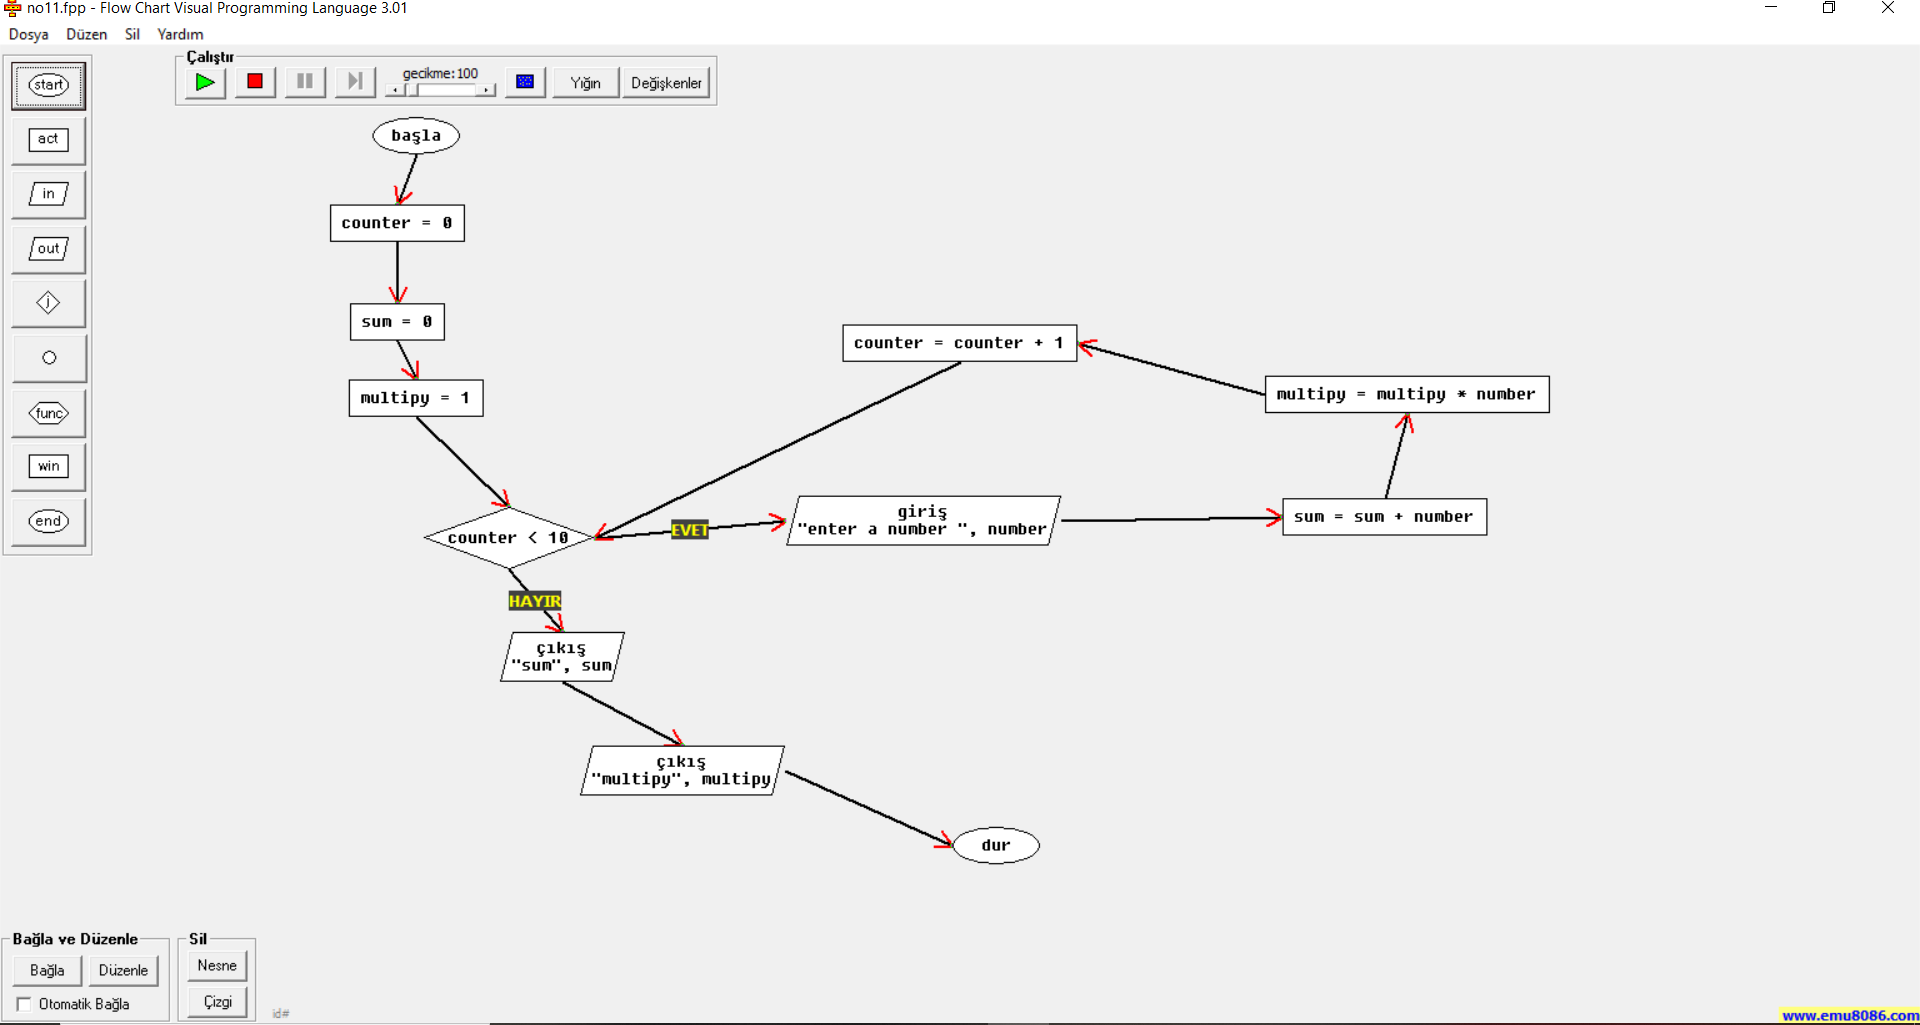 no11.fpp - Flow Chart Visual Programming Language 3.01
Dosya Düzen Sil Yardım
Çalıştır
gecikme:100
Yığın
Değişkenler
start
act
in
out
j
func
win
end
başla
counter = 0
sum = 0
multipy = 1
counter = counter + 1
multipy = multipy * number
counter < 10
EVET
giriş
"enter a number ", number
sum = sum + number
HAYIR
çıkış
"sum", sum
çıkış
"multipy", multipy
dur
Bağla ve Düzenle
Bağla
Düzenle
Otomatik Bağla
Sil
Nesne
Çizgi
id#
www.emu8086.com